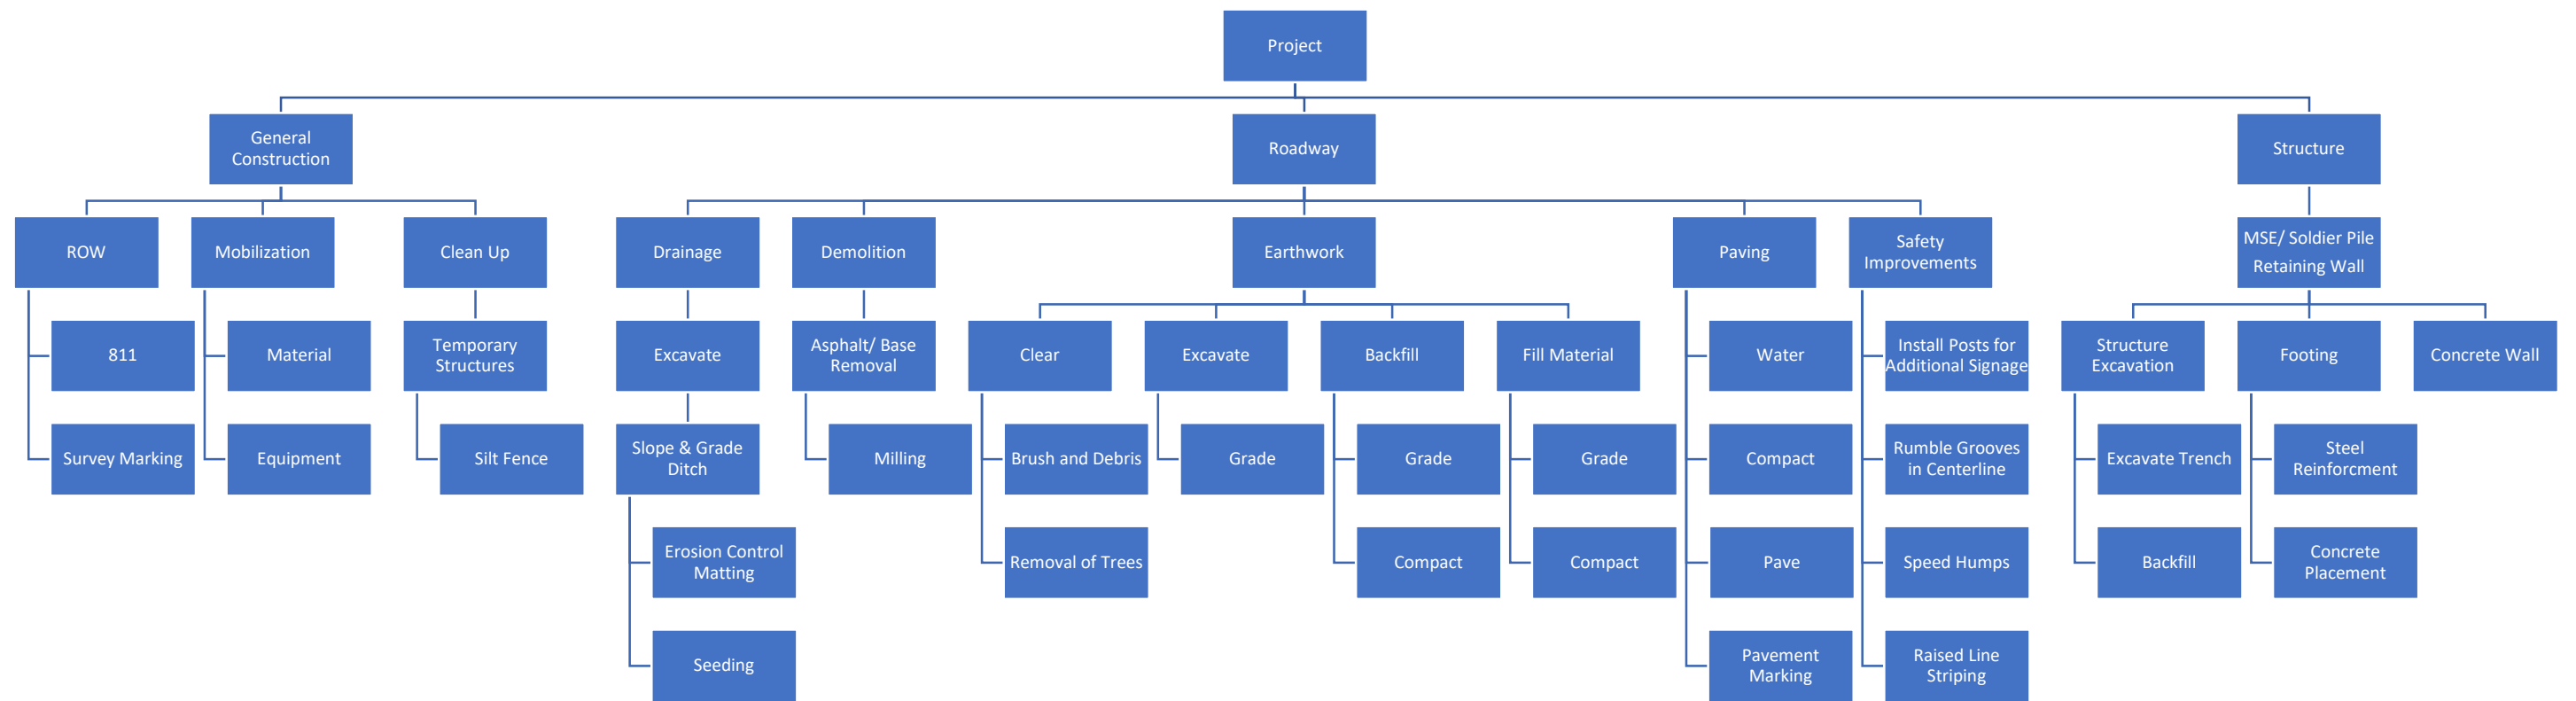 Project
General
Construction
Roadway
Structure
ROW
Mobilization
Clean Up
Drainage
Demolition
Earthwork
Paving
Safety
Improvements
MSE/ Soldier Pile
Retaining Wall
811
Material
Temporary
Structures
Excavate
Asphalt/ Base
Removal
Clear
Excavate
Backfill
Fill Material
Water
Install Posts for
Additional Signage
Structure
Excavation
Footing
Concrete Wall
Survey Marking
Equipment
Silt Fence
Slope & Grade
Ditch
Milling
Brush and Debris
Grade
Grade
Grade
Compact
Rumble Grooves
in Centerline
Excavate Trench
Steel
Reinforcment
Erosion Control
Matting
Removal of Trees
Compact
Compact
Pave
Speed Humps
Backfill
Concrete
Placement
Seeding
Pavement
Marking
Raised Line
Striping